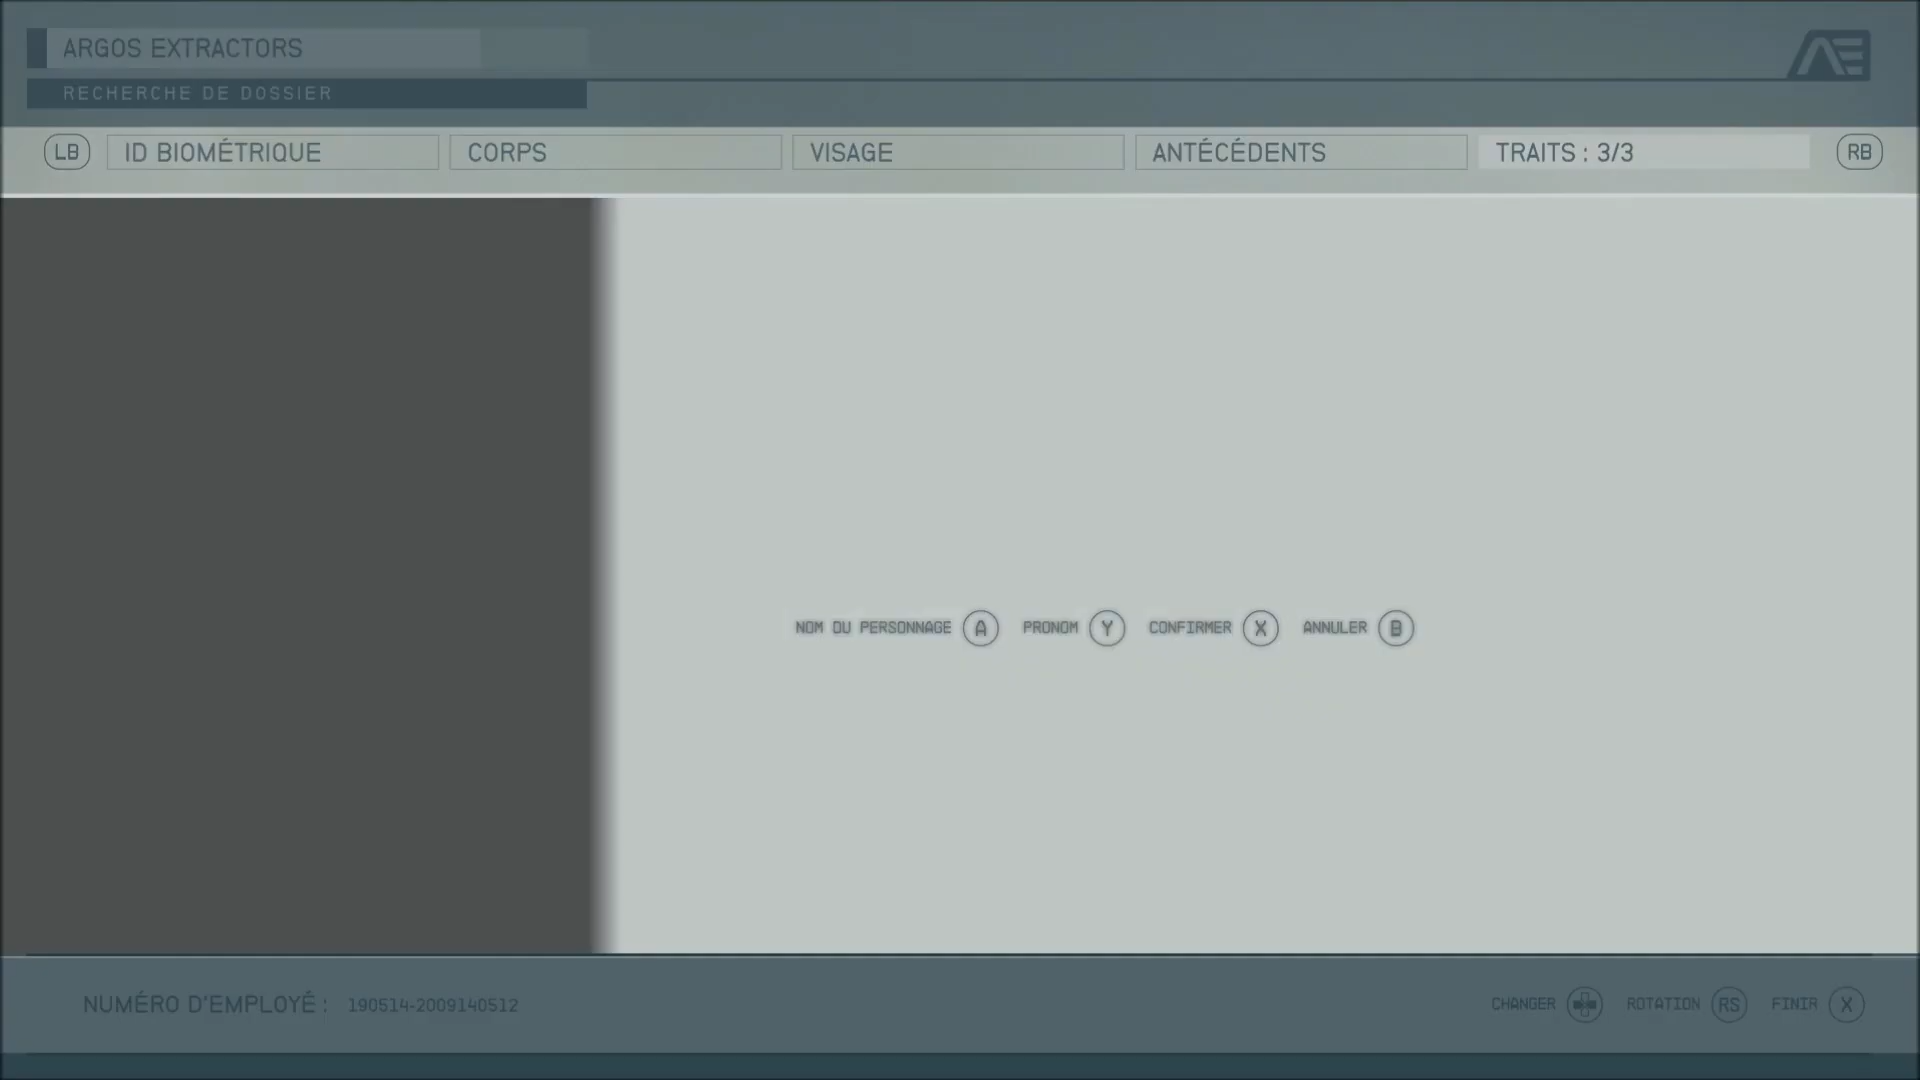 ARGOS EXTRACTORS
RECHERCHE DE DOSSIER
LB ID BIOMÉTRIQUE CORPS VISAGE ANTÉCÉDENTS TRAITS : 3/3 RB
NOM DU PERSONNAGE A PRONOM Y CONFIRMER X ANNULER B
NUMÉRO D'EMPLOYÉ : 190514-2009140512 CHANGER ROTATION RS FINIR X